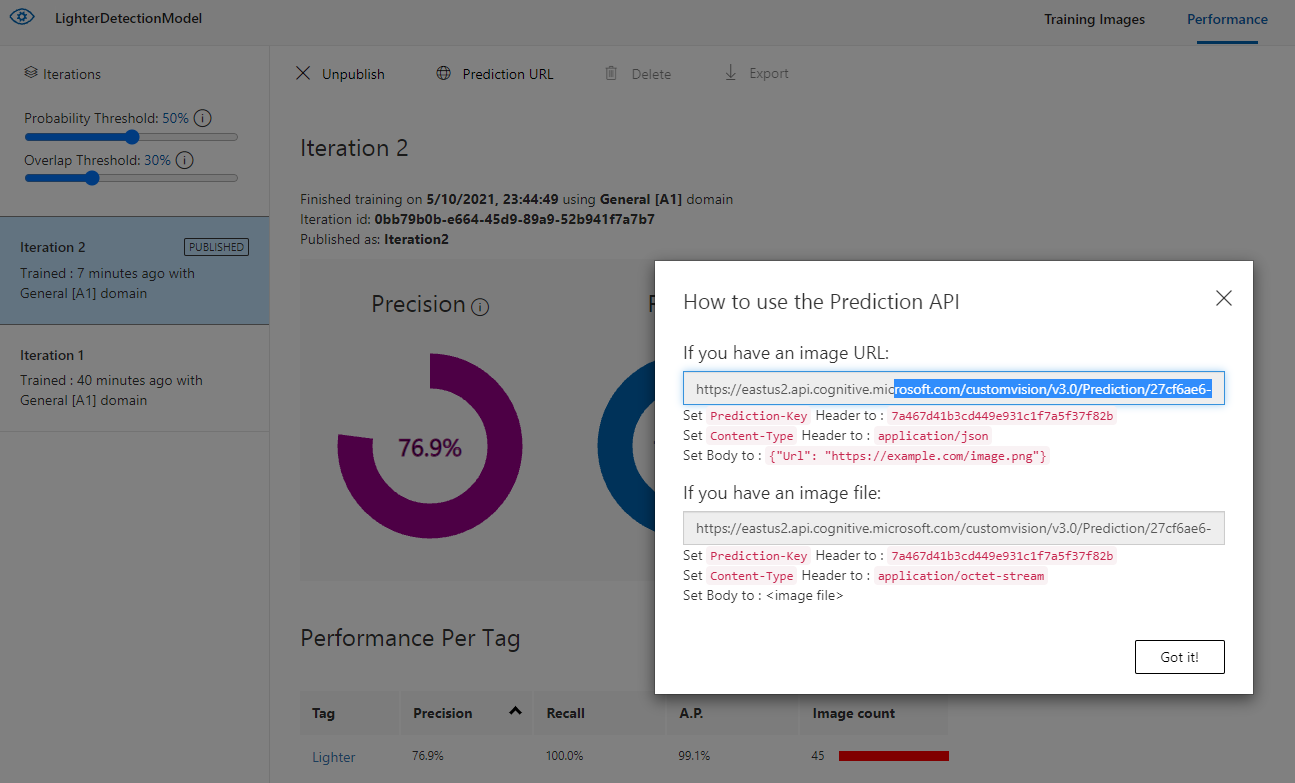 LighterDetectionModel
Training Images
Performance
Iterations
Unpublish
Prediction URL
Delete
Export
Probability Threshold: 50%
Overlap Threshold: 30%
Iteration 2
PUBLISHED
Trained : 7 minutes ago with
General [A1] domain
Iteration 1
Trained : 40 minutes ago with
General [A1] domain
Iteration 2
Finished training on 5/10/2021, 23:44:49 using General [A1] domain
Iteration id: 0bb79b0b-e664-45d9-89a9-52b941f7a7b7
Published as: Iteration2
Precision
76.9%
How to use the Prediction API
If you have an image URL:
https://eastus2.api.cognitive.microsoft.com/customvision/v3.0/Prediction/27cf6ae6-
Set Prediction-Key Header to : 7a467d41b3cd449e931c1f7a5f37f82b
Set Content-Type Header to : application/json
Set Body to : {"Url": "https://example.com/image.png"}
If you have an image file:
https://eastus2.api.cognitive.microsoft.com/customvision/v3.0/Prediction/27cf6ae6-
Set Prediction-Key Header to : 7a467d41b3cd449e931c1f7a5f37f82b
Set Content-Type Header to : application/octet-stream
Set Body to : <image file>
Got it!
Performance Per Tag
Tag Precision Recall A.P. Image count
Lighter 76.9% 100.0% 99.1% 45